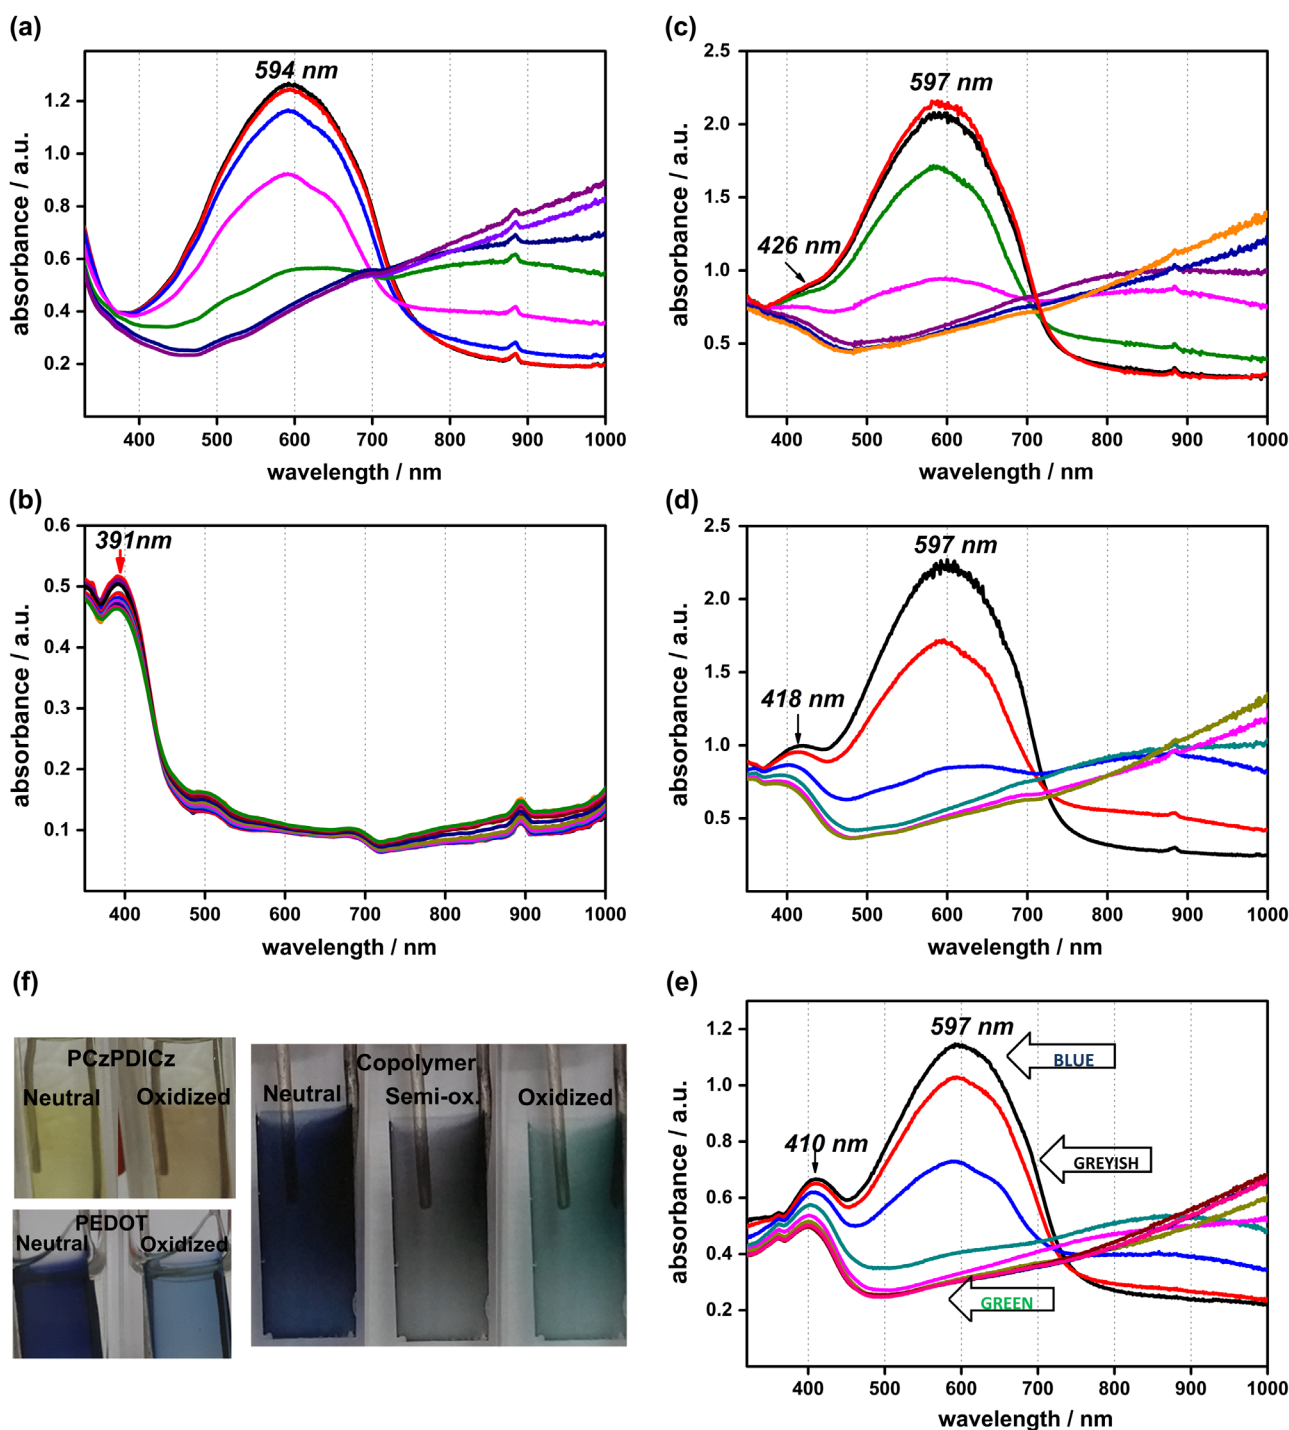 (a)
594 nm
absorbance / a.u.
1.2
1.0
0.8
0.6
0.4
0.2
400 500 600 700 800 900 1000
wavelength / nm
(c)
597 nm
426 nm
absorbance / a.u.
2.5
2.0
1.5
1.0
0.5
400 500 600 700 800 900 1000
wavelength / nm
(b)
391nm
absorbance / a.u.
0.6
0.5
0.4
0.3
0.2
0.1
400 500 600 700 800 900 1000
wavelength / nm
(d)
597 nm
418 nm
absorbance / a.u.
2.5
2.0
1.5
1.0
0.5
400 500 600 700 800 900 1000
wavelength / nm
(f)
PCzPDICz
Neutral Oxidized
PEDOT
Neutral Oxidized
Copolymer
Neutral Semi-ox. Oxidized
(e)
597 nm
BLUE
410 nm
GREYISH
GREEN
absorbance / a.u.
1.2
1.0
0.8
0.6
0.4
0.2
400 500 600 700 800 900 1000
wavelength / nm